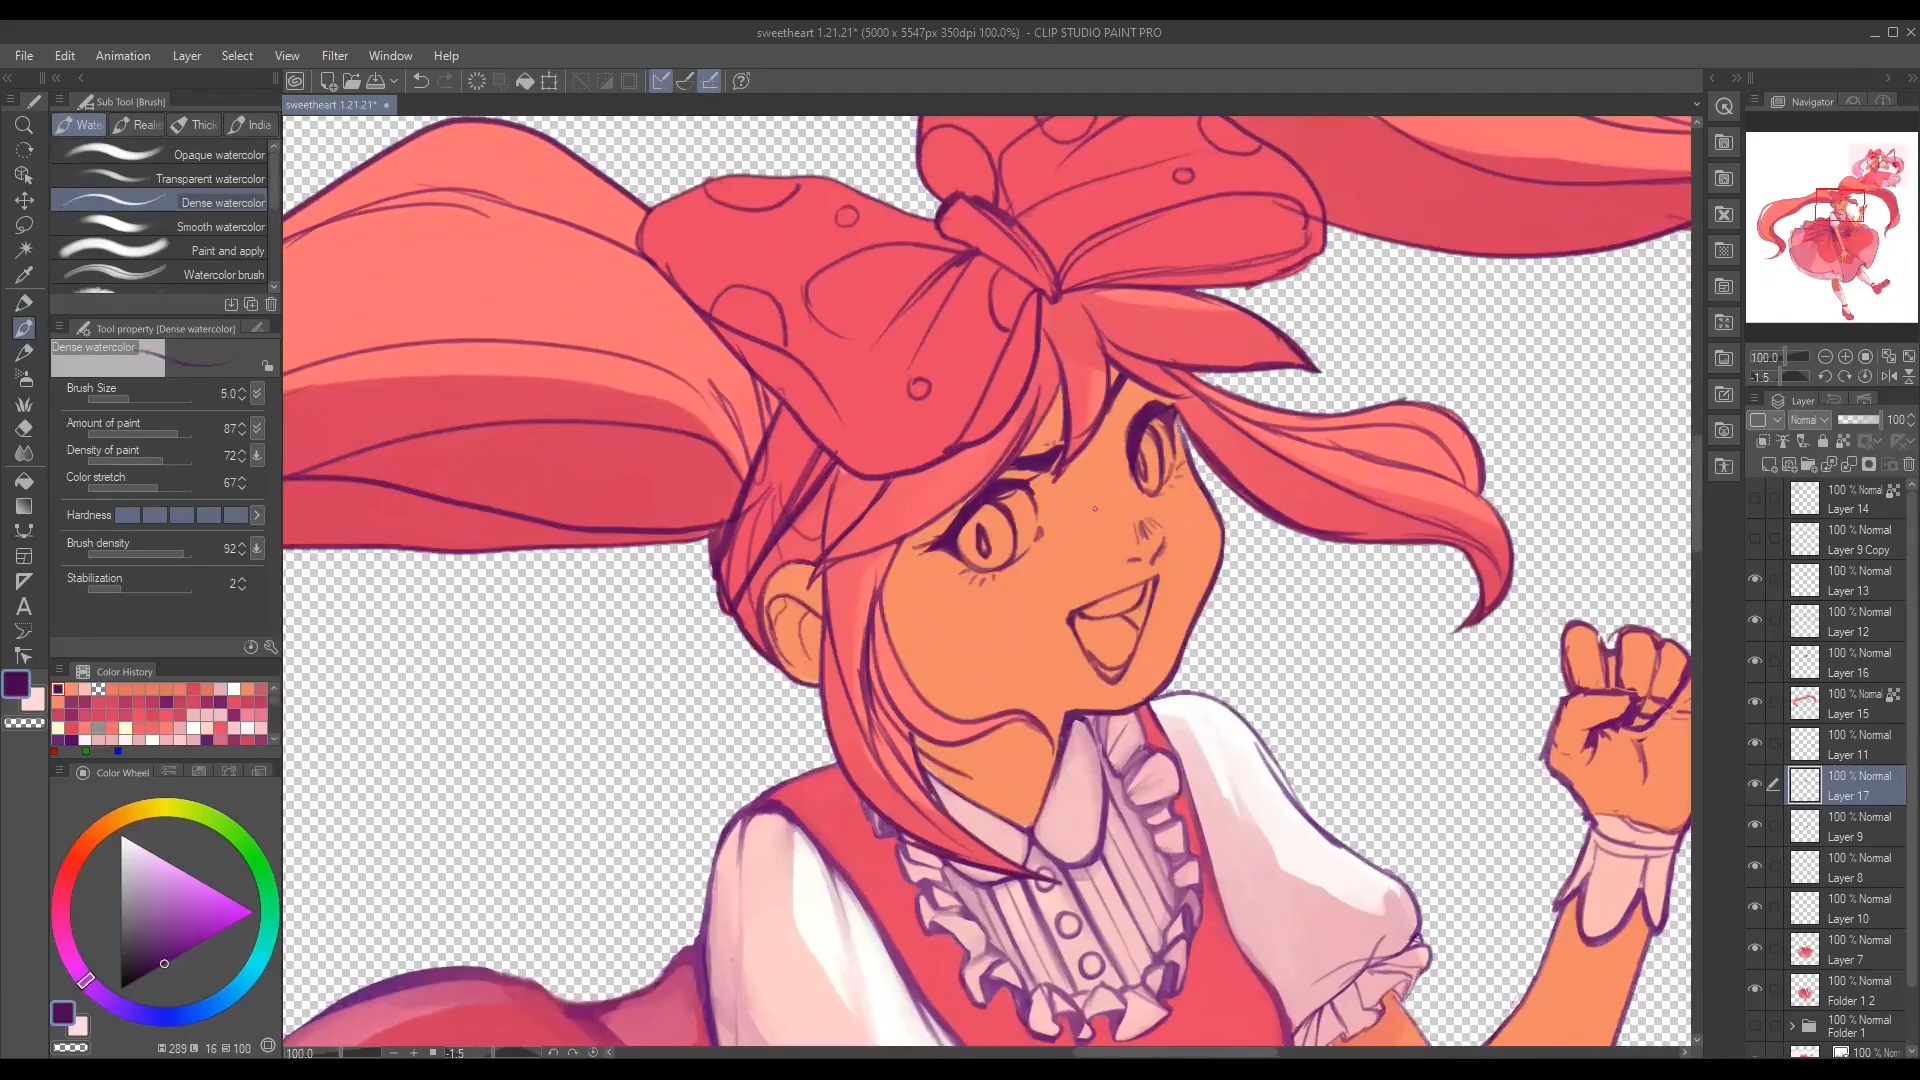 sweetheart 1.21.21* (5000 x 5547px 350dpi 100.0%) - CLIP STUDIO PAINT PRO
File Edit Animation Layer Select View Filter Window Help
Sub Tool [Brush]
sweetheart 1.21.21*
Navigator
Wate Realis Thick India
Opaque watercolor
Transparent watercolor
Dense watercolor
Smooth watercolor
Paint and apply
Watercolor brush
Tool property [Dense watercolor]
Dense watercolor
Brush Size 5.0
Amount of paint 87
Density of paint 72
Color stretch 67
Hardness
Brush density 92
Stabilization 2
Color History
Color Wheel
289 16 100
100.0 -1.5
100.0
-1.5
Layer
Normal 100
100 % Normal
Layer 14
100 % Normal
Layer 9 Copy
100 % Normal
Layer 13
100 % Normal
Layer 12
100 % Normal
Layer 16
100 % Normal
Layer 15
100 % Normal
Layer 11
100 % Normal
Layer 17
100 % Normal
Layer 9
100 % Normal
Layer 8
100 % Normal
Layer 10
100 % Normal
Layer 7
100 % Normal
Folder 1 2
100 % Normal
Folder 1
100 %